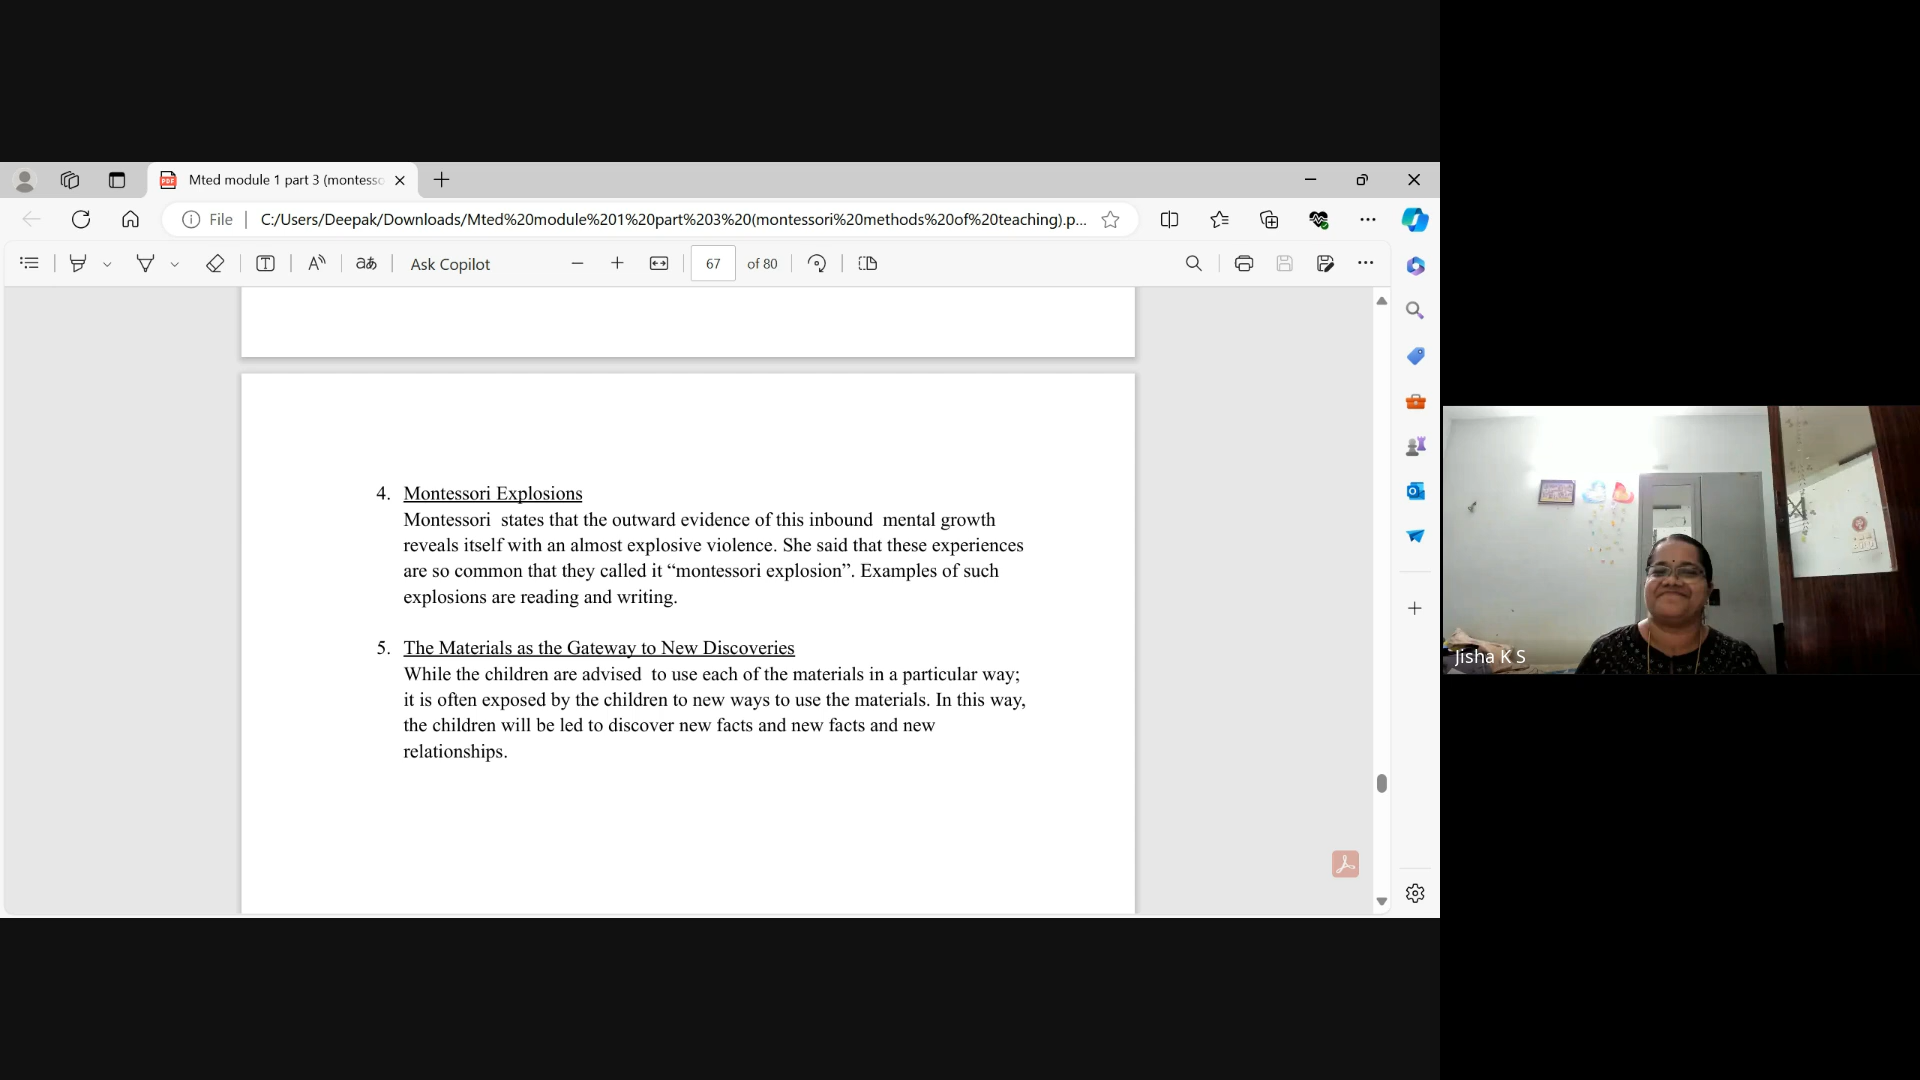 Mted module 1 part 3 (montesso
File
C:/Users/Deepak/Downloads/Mted%20module%201%20part%203%20(montessori%20methods%20of%20teaching).p...
Ask Copilot
67 of 80
4. Montessori Explosions
Montessori states that the outward evidence of this inbound mental growth
reveals itself with an almost explosive violence. She said that these experiences
are so common that they called it “montessori explosion”. Examples of such
explosions are reading and writing.
5. The Materials as the Gateway to New Discoveries
While the children are advised to use each of the materials in a particular way;
it is often exposed by the children to new ways to use the materials. In this way,
the children will be led to discover new facts and new facts and new
relationships.
Jisha K S